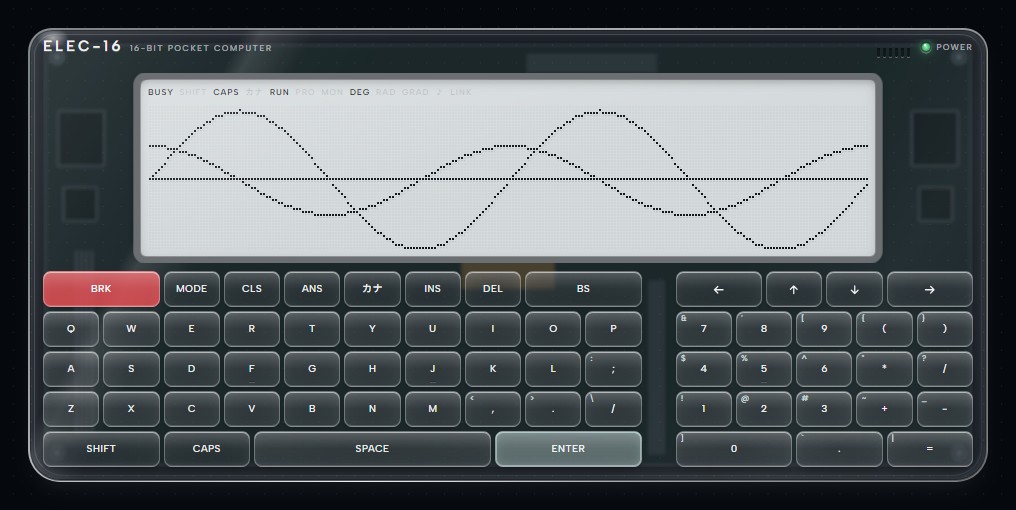 ELEC-16 16-BIT POCKET COMPUTER POWER
BUSY SHIFT CAPS カナ RUN PRO MON DEG RAD GRAD ♪ LINK
BRK MODE CLS ANS カナ INS DEL BS ← ↑ ↓ →
Q W E R T Y U I O P & 7 ' 8 [ 9 { ( } )
A S D F G H J K L : ; $ 4 % 5 ^ 6 * ? /
Z X C V B N M < , > . \ / ! 1 @ 2 # 3 ~ + _ -
SHIFT CAPS SPACE ENTER ] 0 . | =